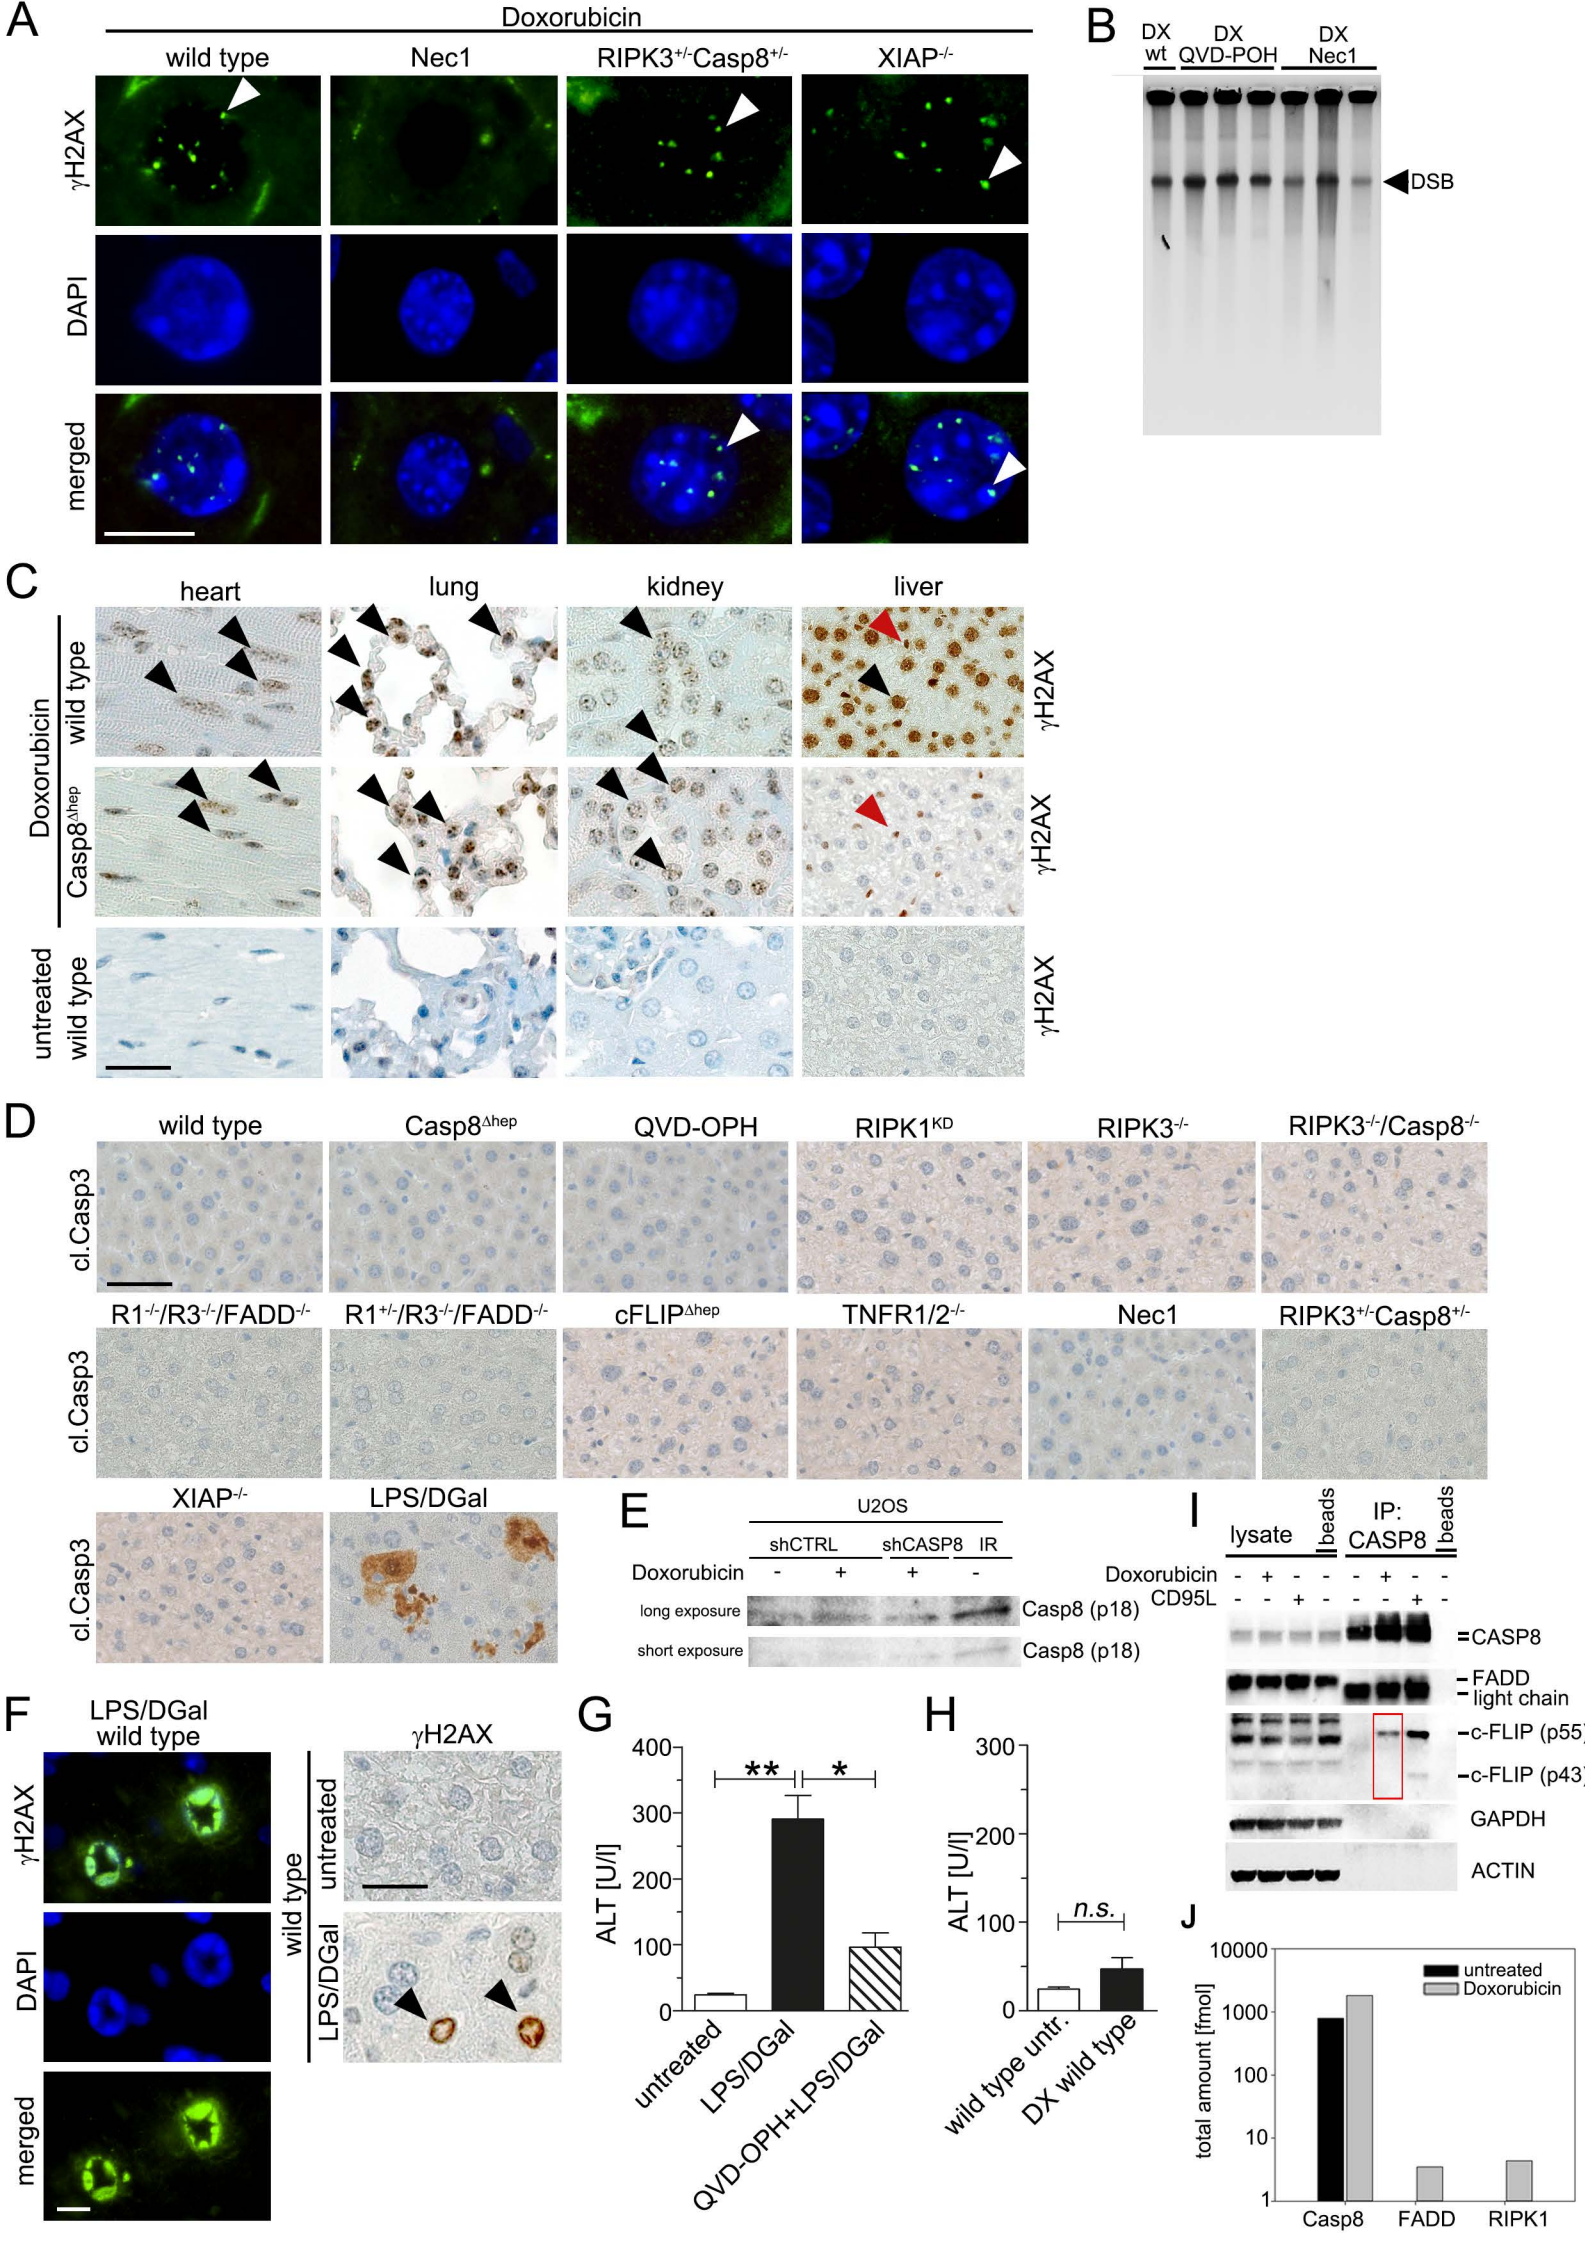 A
Doxorubicin
wild type
Nec1
RIPK3+/-Casp8+/-
XIAP-/-
γH2AX
DAPI
merged
B
DX
wt
DX
QVD-POH
DX
Nec1
DSB
C
heart
lung
kidney
liver
Doxorubicin
wild type
Casp8Δhep
untreated
wild type
γH2AX
γH2AX
γH2AX
D
wild type
Casp8Δhep
QVD-OPH
RIPK1KD
RIPK3-/-
RIPK3-/-/Casp8-/-
cl.Casp3
R1-/-/R3-/-/FADD-/-
R1+/-/R3-/-/FADD-/-
cFLIPΔhep
TNFR1/2-/-
Nec1
RIPK3+/-Casp8+/-
cl.Casp3
XIAP-/-
LPS/DGal
cl.Casp3
E
U2OS
shCTRL
shCASP8
IR
Doxorubicin - + + -
long exposure
Casp8 (p18)
short exposure
Casp8 (p18)
I
lysate
beads
IP:
CASP8
beads
Doxorubicin - + - - - + - -
CD95L - - + - - - + -
CASP8
FADD
light chain
c-FLIP (p55)
c-FLIP (p43)
GAPDH
ACTIN
F
LPS/DGal
wild type
γH2AX
DAPI
merged
γH2AX
wild type
untreated
LPS/DGal
G
ALT [U/l]
400
300
200
100
0
**
*
untreated
LPS/DGal
QVD-OPH+LPS/DGal
H
ALT [U/l]
300
200
100
0
n.s.
wild type untr.
DX wild type
J
total amount [fmol]
10000
1000
100
10
1
untreated
Doxorubicin
Casp8
FADD
RIPK1